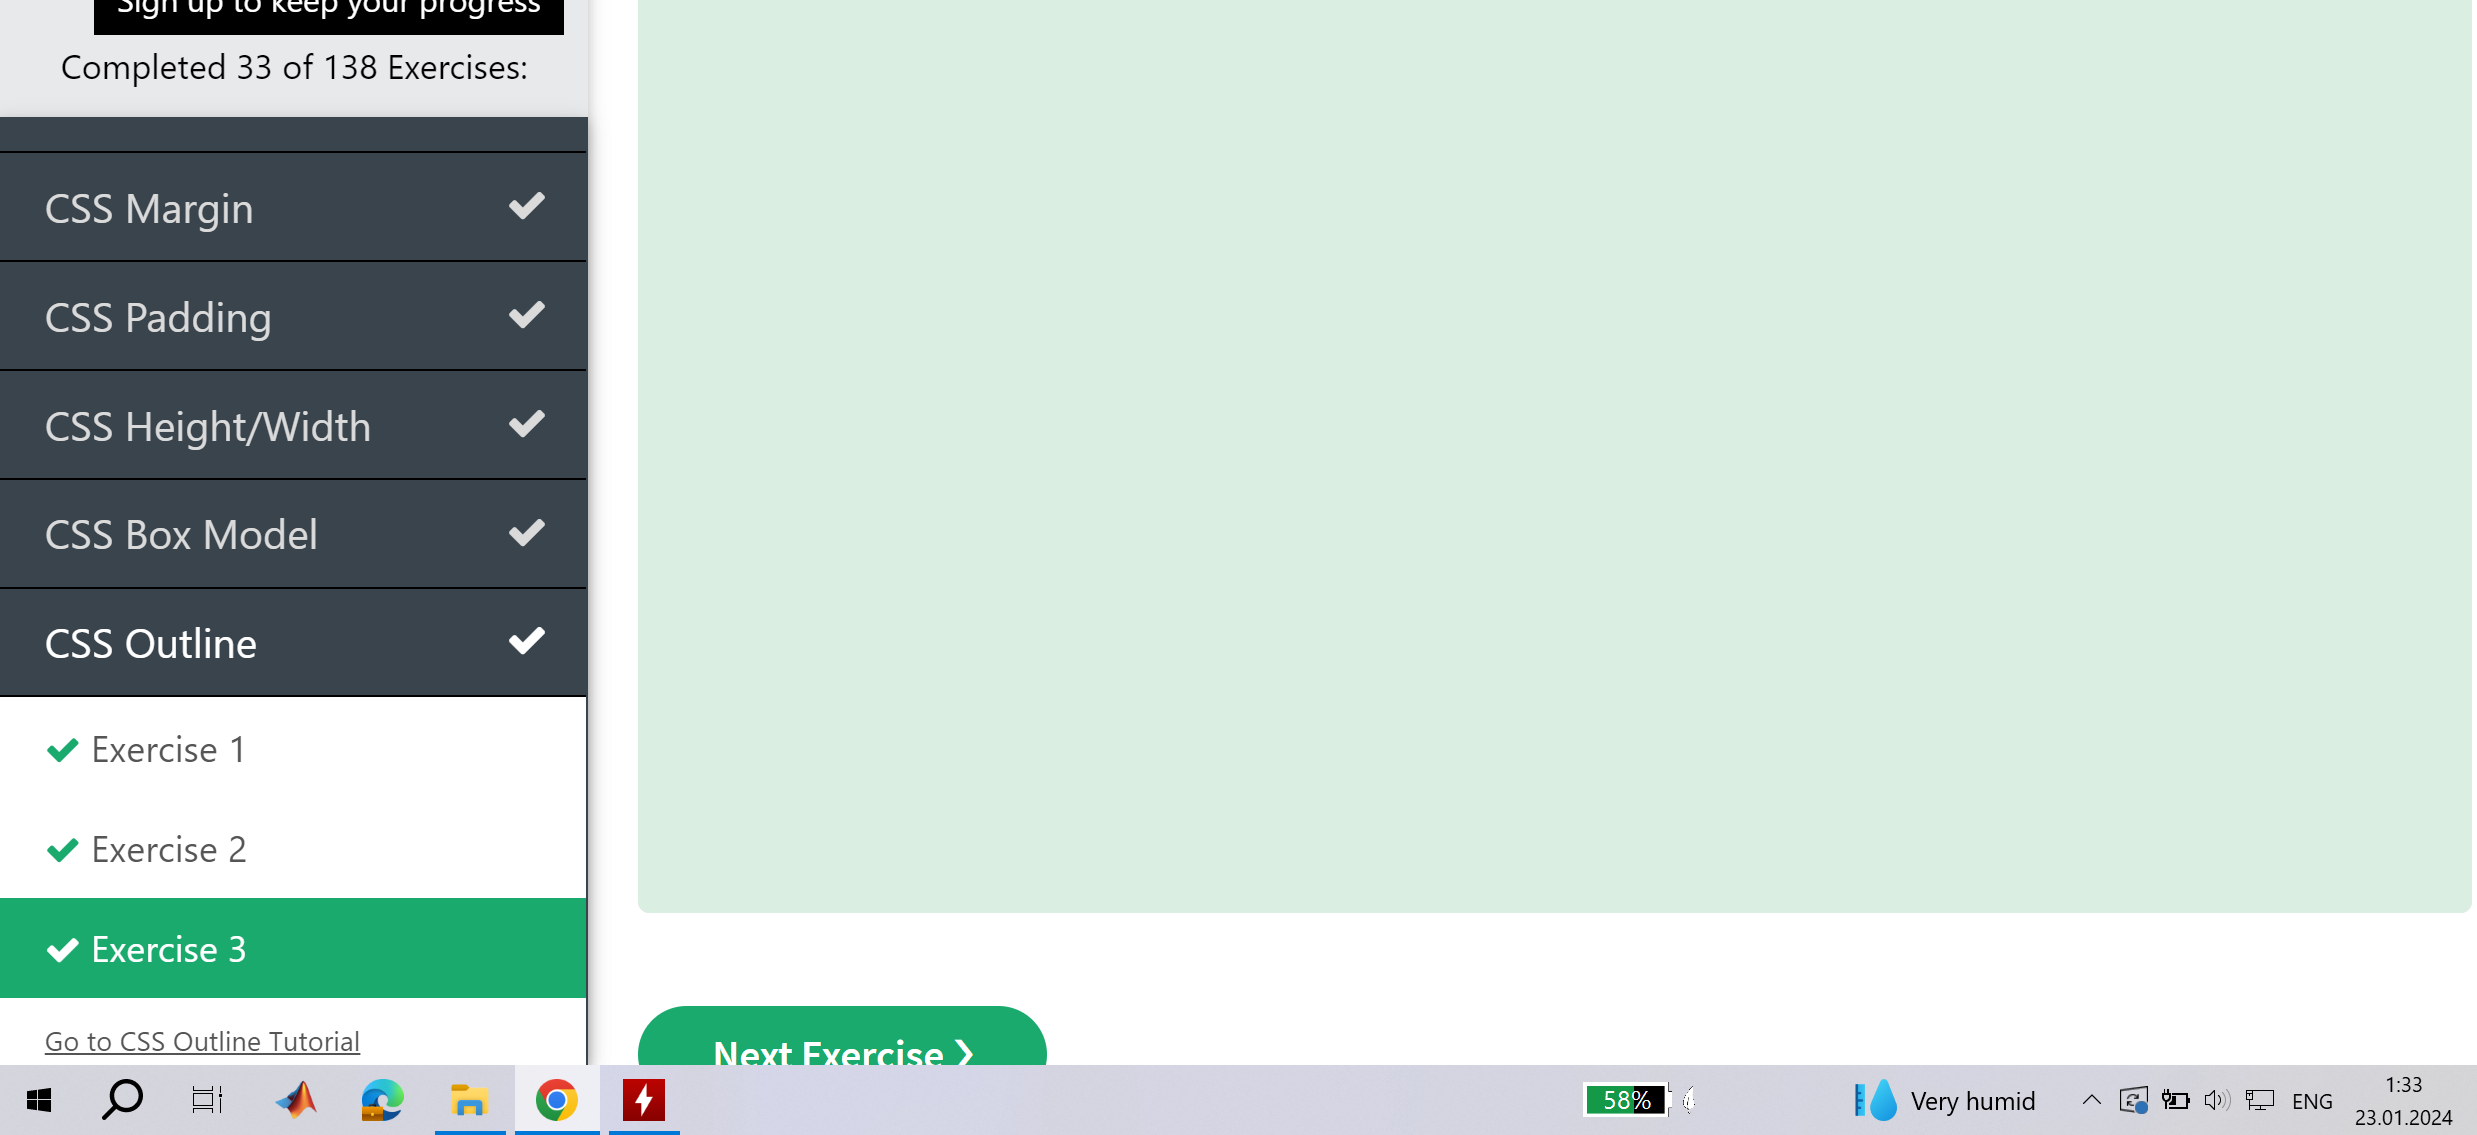 Sign up to keep your progress
Completed 33 of 138 Exercises:
CSS Margin
CSS Padding
CSS Height/Width
CSS Box Model
CSS Outline
Exercise 1
Exercise 2
Exercise 3
Go to CSS Outline Tutorial
Next Exercise ❯
58%
Very humid
ENG
1:33
23.01.2024